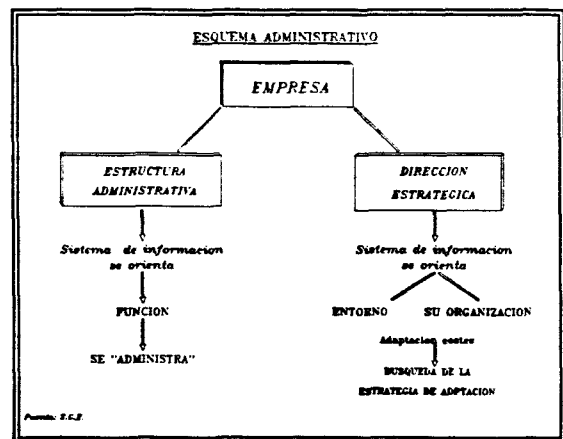 ESQUEMA ADMINISTRATIVO
EMPRESA
ESTRUCTURA
ADMINISTRATIVA
Sistema de informacion
se orienta
FUNCION
SE "ADMINISTRA"
DIRECCION
ESTRATEGICA
Sistema de informacion
se orienta
ENTORNO SU ORGANIZACION
Adaptacion
BUSQUEDA DE LA
ESTRATEGIA DE ADPTACION